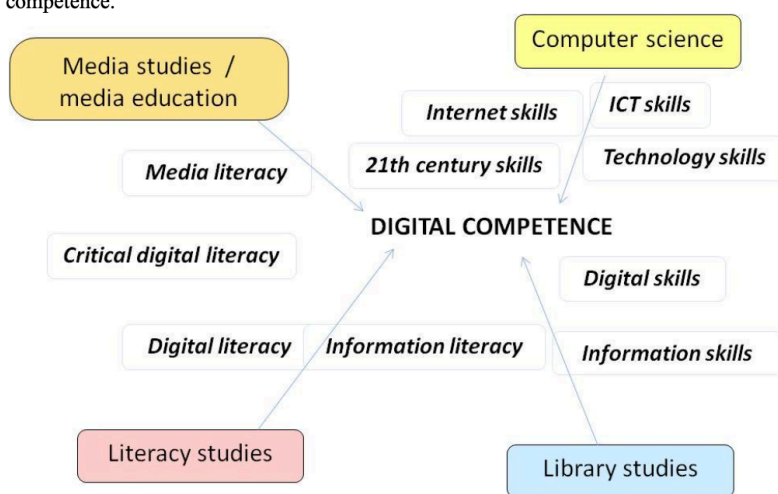 competence.
Computer science
Media studies /
media education
Internet skills
ICT skills
Media literacy
21th century skills
Technology skills
DIGITAL COMPETENCE
Critical digital literacy
Digital skills
Digital literacy
Information literacy
Information skills
Literacy studies
Library studies